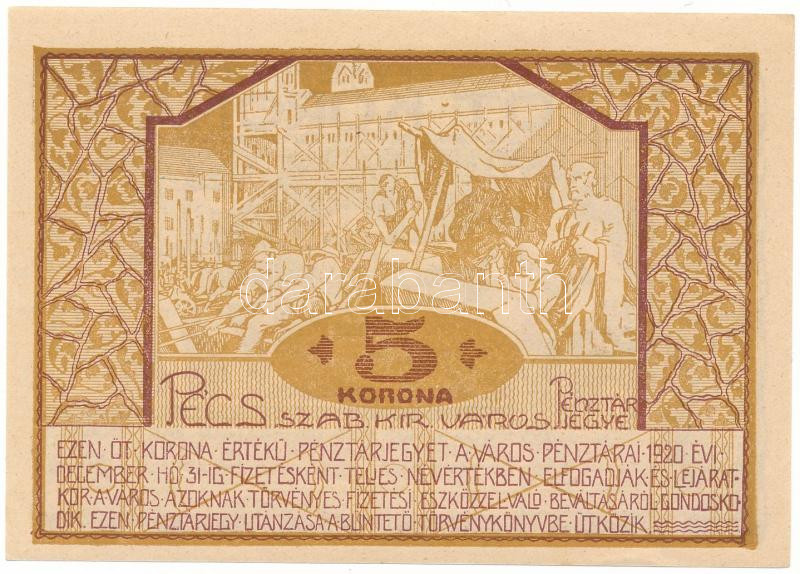 darabanth
5
KORONA
PÉCS SZAB. KIR. VÁROS PÉNZTÁR
JEGYE
EZEN · ÖT · KORONA · ÉRTÉKŰ · PÉNZTÁRJEGYET · A · VÁROS · PÉNZTÁRAI · 1920 · ÉVI ·
DECEMBER · HÓ · 31-IG · FIZETÉSKÉNT · TELJES · NÉVÉRTÉKBEN · ELFOGADJÁK · ÉS · LEJÁRAT-
KOR · A VÁROS · AZOKNAK · TÖRVÉNYES · FIZETÉSI · ESZKÖZZEL VALÓ · BEVÁLTÁSÁRÓL · GONDOSKO-
DIK. EZEN · PÉNZTÁRJEGY · UTÁNZÁSA · A · BÜNTETŐ · TÖRVÉNYKÖNYVBE · ÜTKÖZIK.